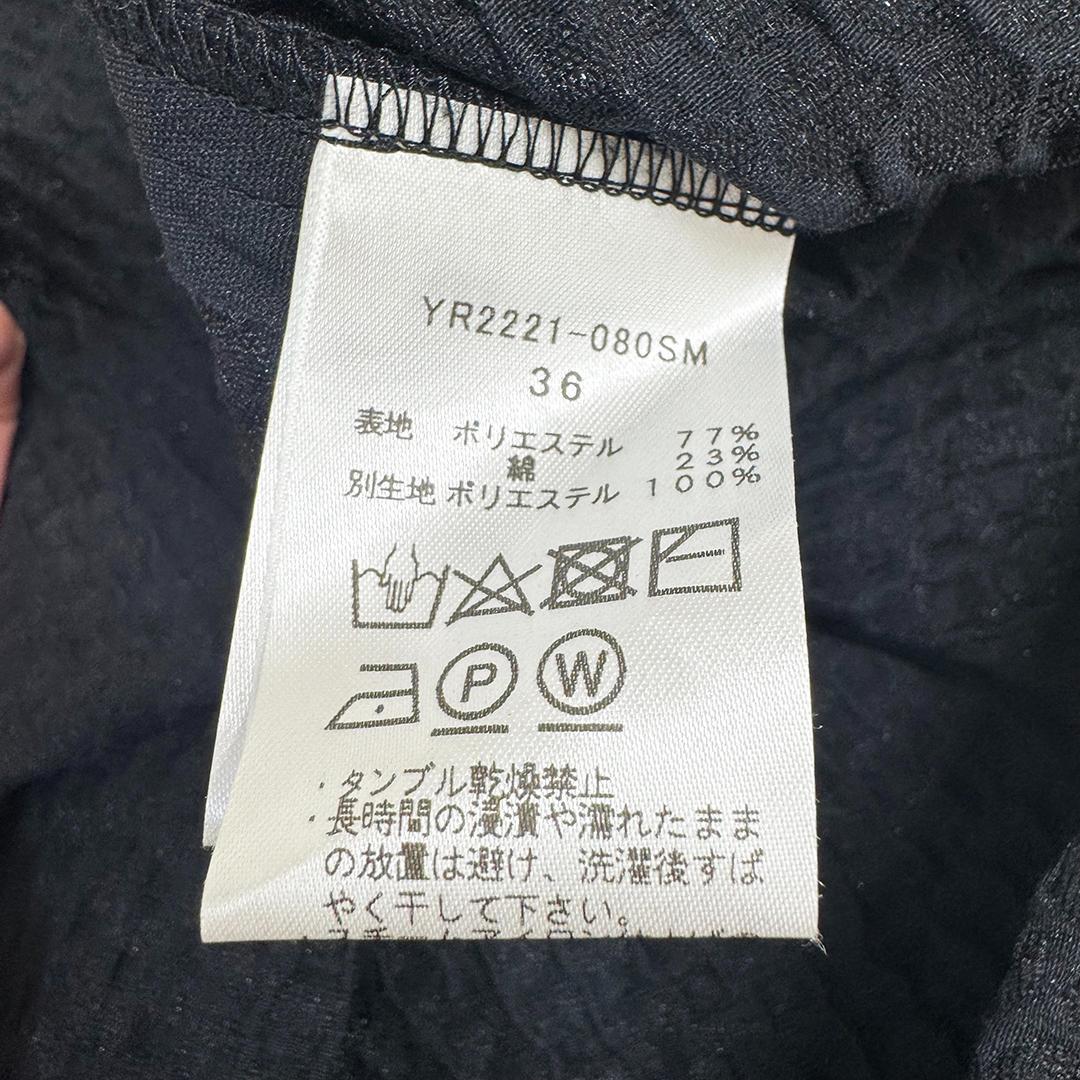 YR2221-080SM
36
表地 ポリエステル 77%
綿 23%
別生地 ポリエステル 100%
P W
・タンブル乾燥禁止
・長時間の浸漬や濡れたまま
の放置は避け、洗濯後すば
やく干して下さい。